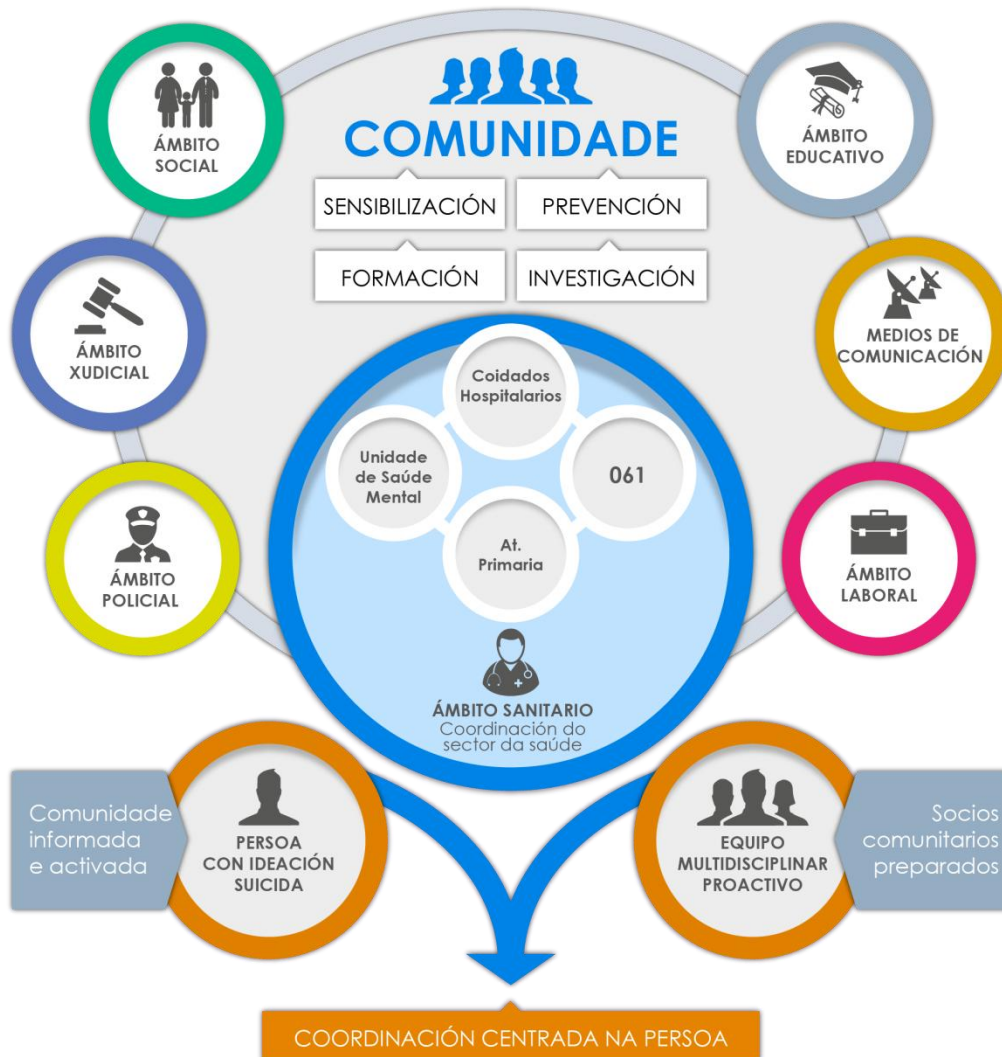 COMUNIDADE
SENSIBILIZACIÓN
PREVENCIÓN
FORMACIÓN
INVESTIGACIÓN
ÁMBITO
SOCIAL
ÁMBITO
XUDICIAL
ÁMBITO
POLICIAL
ÁMBITO
EDUCATIVO
MEDIOS DE
COMUNICACIÓN
ÁMBITO
LABORAL
Coidados
Hospitalarios
Unidade
de Saúde
Mental
061
At.
Primaria
ÁMBITO SANITARIO
Coordinación do
sector da saúde
Comunidade
informada
e activada
PERSOA
CON IDEACIÓN
SUICIDA
EQUIPO
MULTIDISCIPLINAR
PROACTIVO
Socios
comunitarios
preparados
COORDINACIÓN CENTRADA NA PERSOA